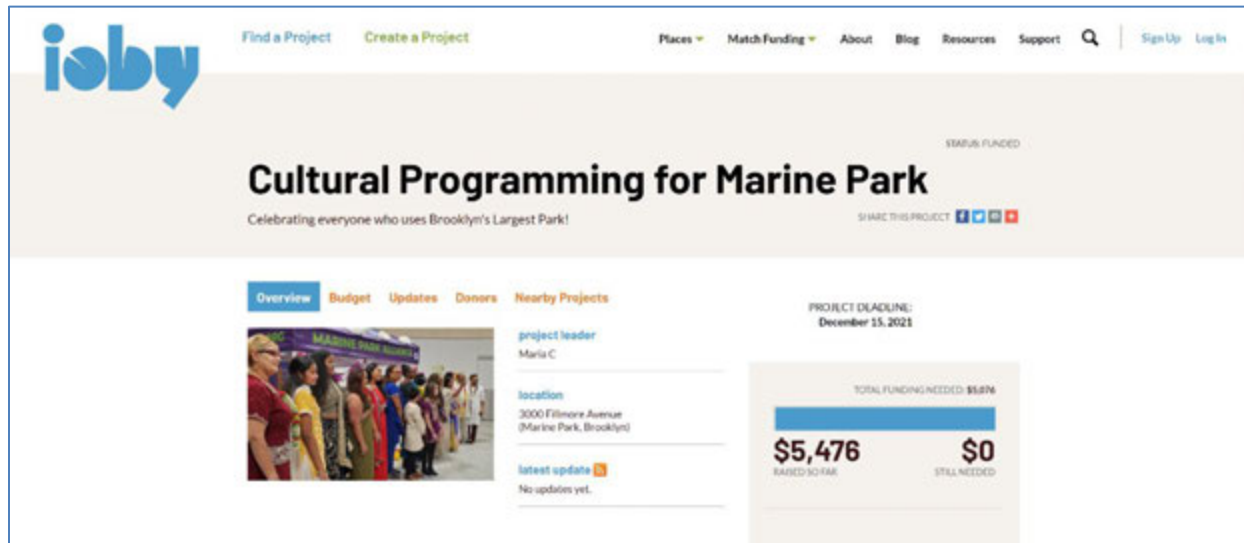 ioby
Find a Project Create a Project Places Match Funding About Blog Resources Support Sign Up Log In
STATUS: FUNDED
Cultural Programming for Marine Park
Celebrating everyone who uses Brooklyn's Largest Park!
SHARE THIS PROJECT
Overview Budget Updates Donors Nearby Projects
MARINE PARK ALLIANCE
project leader
Maria C
location
3000 Fillmore Avenue
(Marine Park, Brooklyn)
latest update
No updates yet.
PROJECT DEADLINE:
December 15, 2021
TOTAL FUNDING NEEDED: $5,076
$5,476 $0
RAISED SO FAR STILL NEEDED